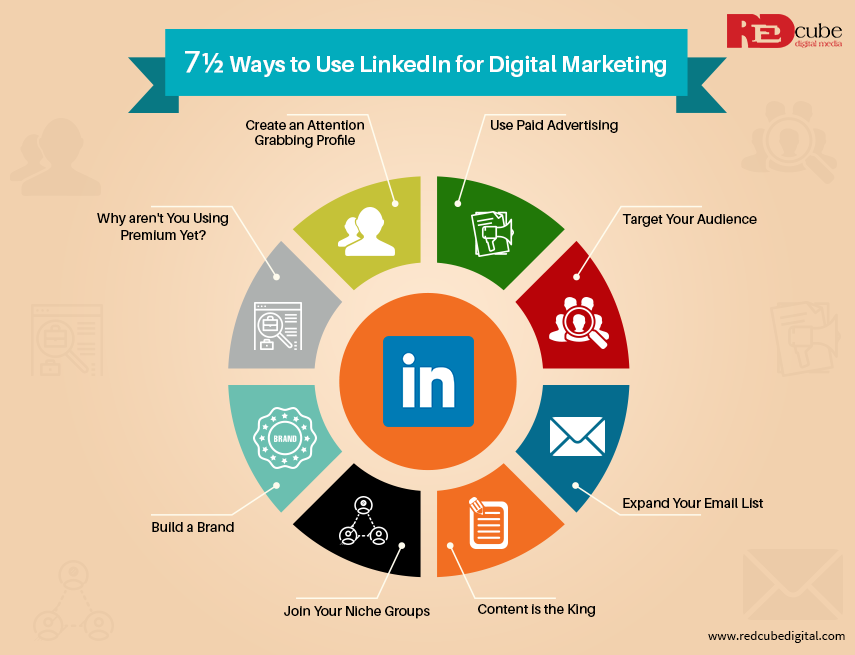 REDcube
digital media
7½ Ways to Use LinkedIn for Digital Marketing
Create an Attention
Grabbing Profile
Use Paid Advertising
Why aren't You Using
Premium Yet?
Target Your Audience
in
BRAND
Build a Brand
Expand Your Email List
Join Your Niche Groups
Content is the King
www.redcubedigital.com